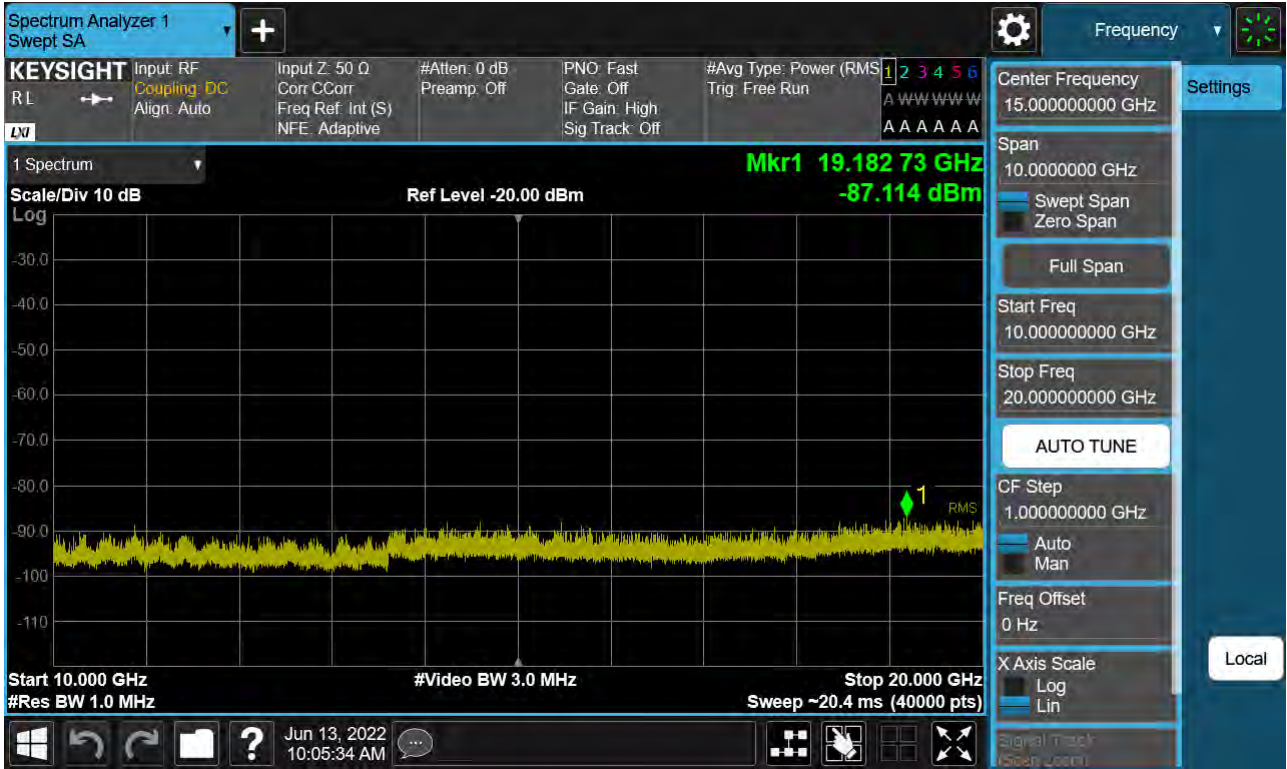 Spectrum Analyzer 1
Swept SA
Frequency
KEYSIGHT
R L
LXI
Input: RF
Coupling: DC
Align: Auto
Input Z: 50 Ω
Corr CCorr
Freq Ref: Int (S)
NFE: Adaptive
#Atten: 0 dB
Preamp: Off
PNO: Fast
Gate: Off
IF Gain: High
Sig Track: Off
#Avg Type: Power (RMS
Trig: Free Run
1 2 3 4 5 6
A W W W W W
A A A A A A
1 Spectrum
Mkr1 19.182 73 GHz
Scale/Div 10 dB
Ref Level -20.00 dBm
-87.114 dBm
Log
-30.0
-40.0
-50.0
-60.0
-70.0
-80.0
1
RMS
-90.0
-100
-110
Start 10.000 GHz
#Video BW 3.0 MHz
Stop 20.000 GHz
#Res BW 1.0 MHz
Sweep ~20.4 ms (40000 pts)
Center Frequency
15.000000000 GHz
Settings
Span
10.0000000 GHz
Swept Span
Zero Span
Full Span
Start Freq
10.000000000 GHz
Stop Freq
20.000000000 GHz
AUTO TUNE
CF Step
1.000000000 GHz
Auto
Man
Freq Offset
0 Hz
X Axis Scale
Log
Lin
Local
Signal Track
(Span Zoom)
?
Jun 13, 2022
10:05:34 AM